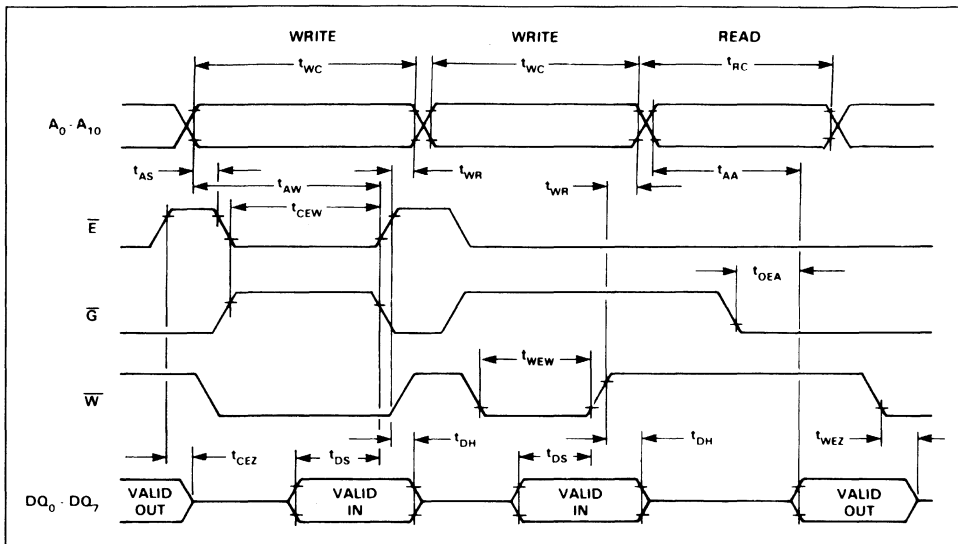 WRITE WRITE READ
tWC tWC tRC
A0 - A10
tAS tAW tWR tWR tAA
tCEW
E̅
tOEA
G̅
tWEW
W̅
tCEZ tDS tDH tDS tDH tWEZ
DQ0 - DQ7 VALID OUT VALID IN VALID IN VALID OUT